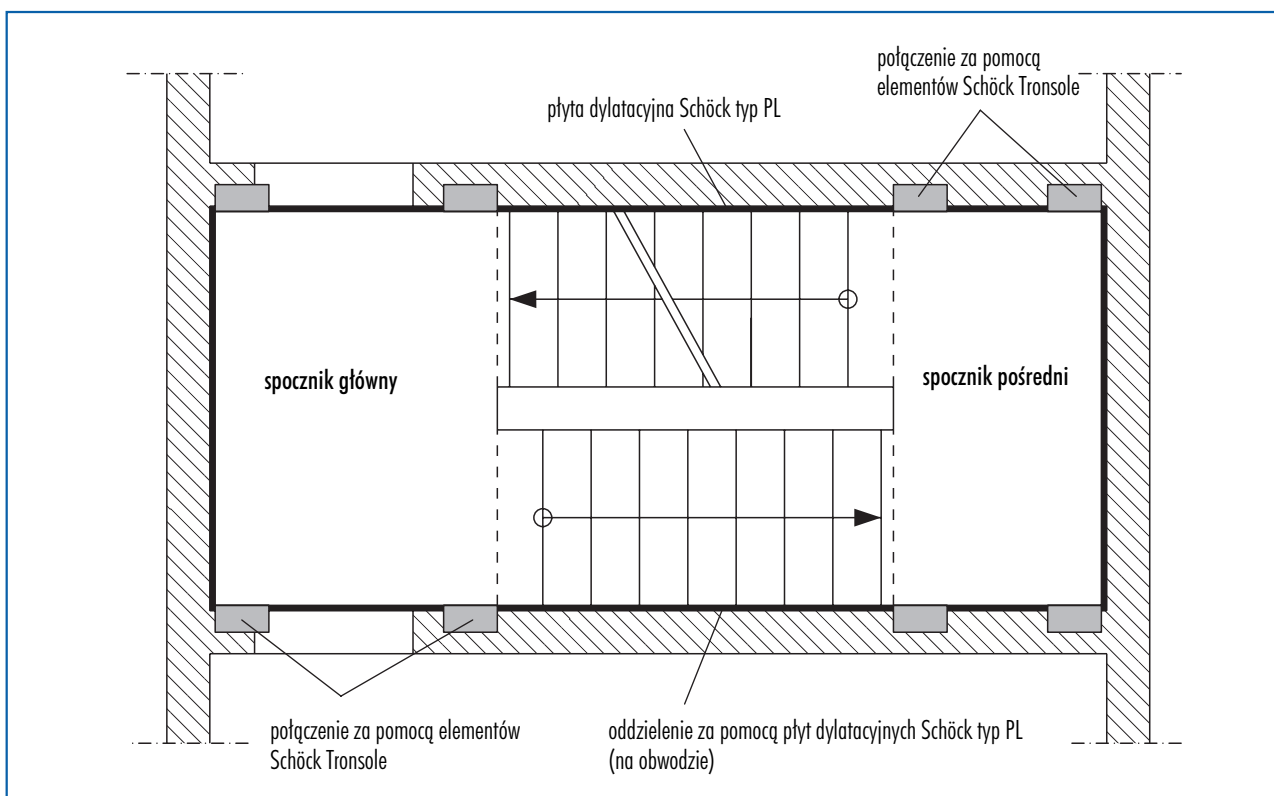 połączenie za pomocą
elementów Schöck Tronsole
płyta dylatacyjna Schöck typ PL
spocznik główny
spocznik pośredni
połączenie za pomocą elementów
Schöck Tronsole
oddzielenie za pomocą płyt dylatacyjnych Schöck typ PL
(na obwodzie)